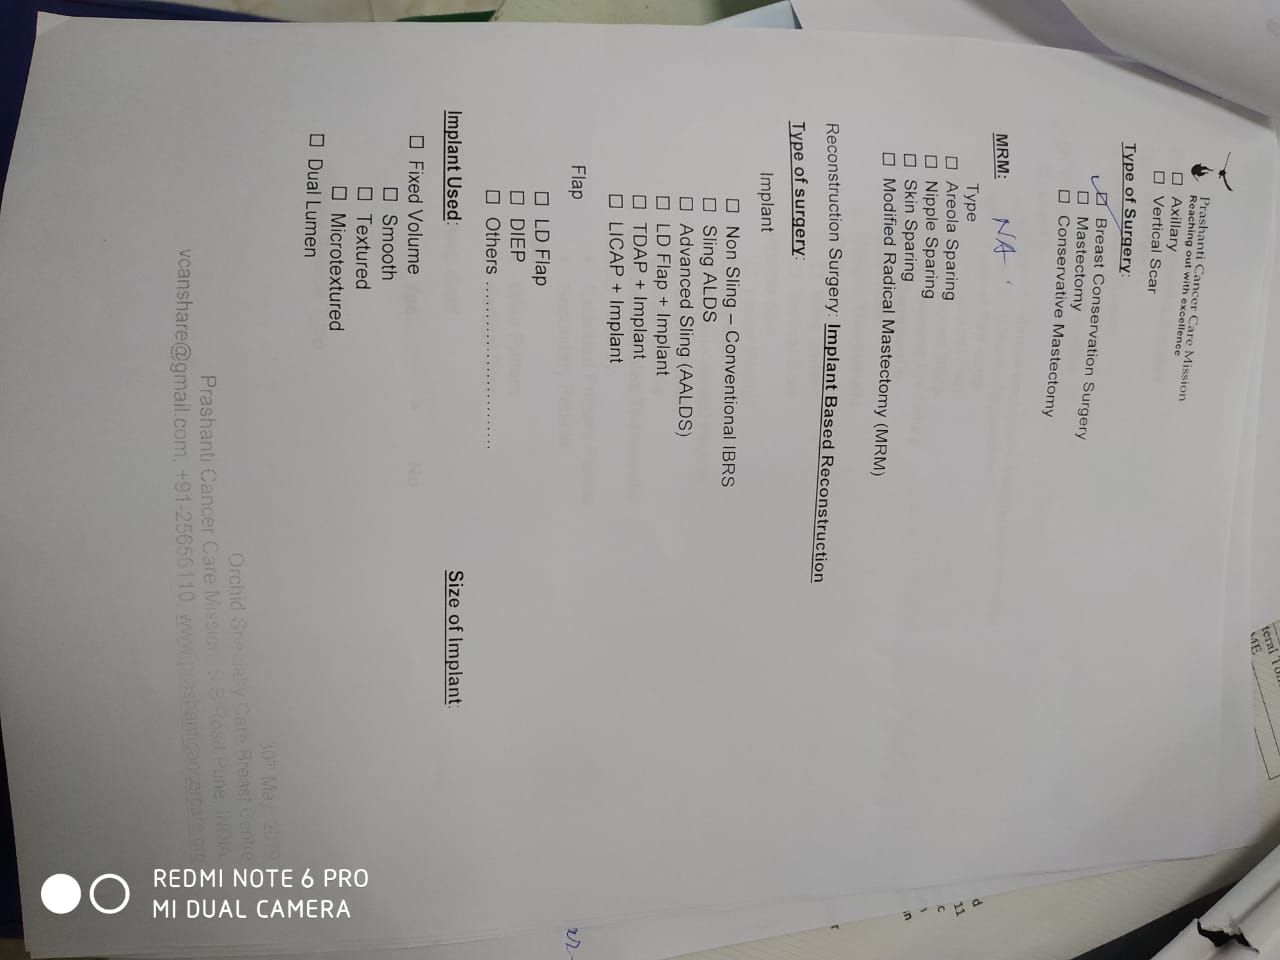 Prashanti Cancer Care Mission
Reaching out with excellence
☐ Axilary
☐ Vertical Scar
Type of Surgery:
☑ Breast Conservation Surgery
☐ Mastectomy
☐ Conservative Mastectomy
MRM: NA
Type
☐ Areola Sparing
☐ Nipple Sparing
☐ Skin Sparing
☐ Modified Radical Mastectomy (MRM)
Reconstruction Surgery: Implant Based Reconstruction
Type of surgery:
Implant
☐ Non Sling – Conventional IBRS
☐ Sling ALDS
☐ Advanced Sling (AALDS)
☐ LD Flap + Implant
☐ TDAP + Implant
☐ LICAP + Implant
Flap
☐ LD Flap
☐ DIEP
☐ Others ………………………
Implant Used: Size of Implant:
☐ Fixed Volume
☐ Smooth
☐ Textured
☐ Microtextured
☐ Dual Lumen
30th May 2019
Orchid Specialty Care Breast Centre
Prashanti Cancer Care Mission, S B Road Pune, INDIA
vcanshare@gmail.com, +91-25656110, www.prashanticancercare.org
REDMI NOTE 6 PRO
MI DUAL CAMERA